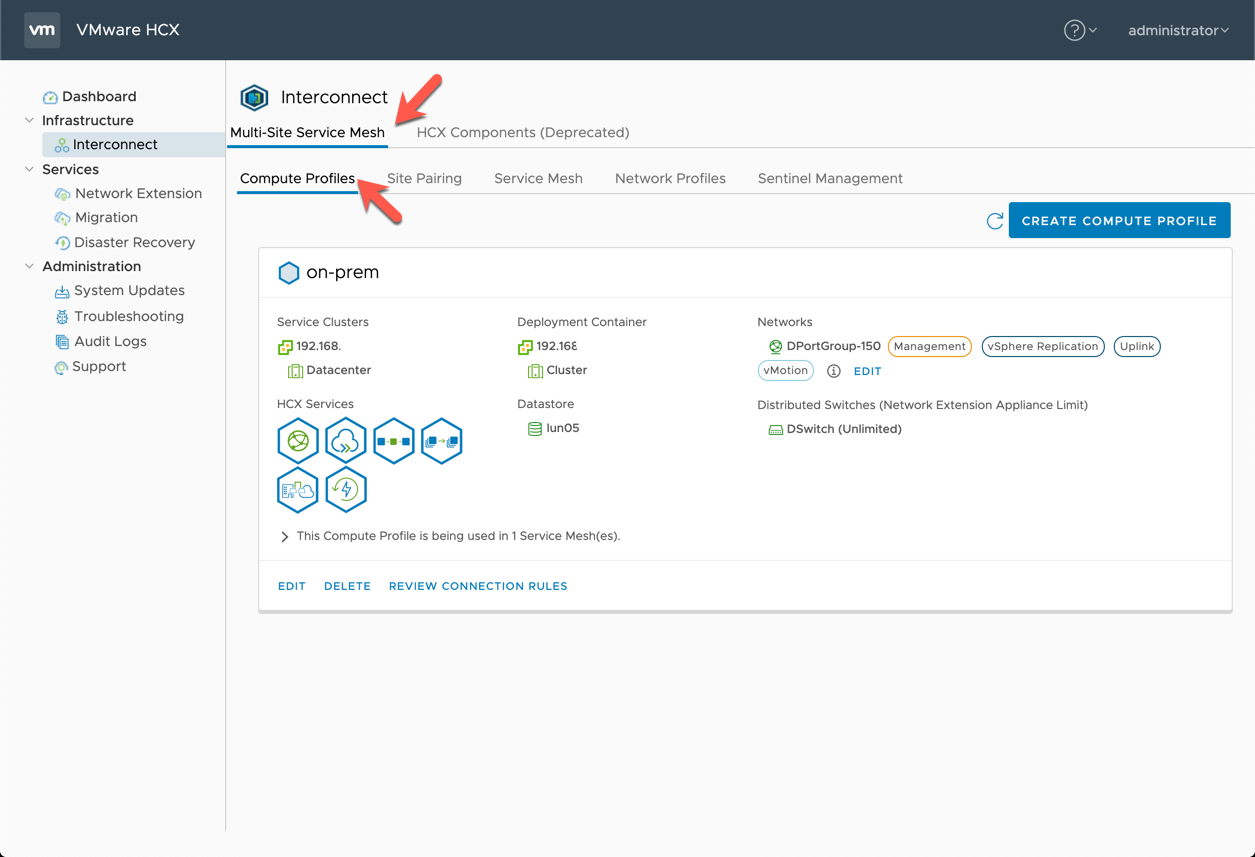 vm VMware HCX administrator
Dashboard
Infrastructure
Interconnect
Services
Network Extension
Migration
Disaster Recovery
Administration
System Updates
Troubleshooting
Audit Logs
Support
Interconnect
Multi-Site Service Mesh HCX Components (Deprecated)
Compute Profiles Site Pairing Service Mesh Network Profiles Sentinel Management
CREATE COMPUTE PROFILE
on-prem
Service Clusters Deployment Container Networks
192.168. 192.168 DPortGroup-150 Management vSphere Replication Uplink
Datacenter Cluster vMotion EDIT
HCX Services Datastore Distributed Switches (Network Extension Appliance Limit)
lun05 DSwitch (Unlimited)
This Compute Profile is being used in 1 Service Mesh(es).
EDIT DELETE REVIEW CONNECTION RULES